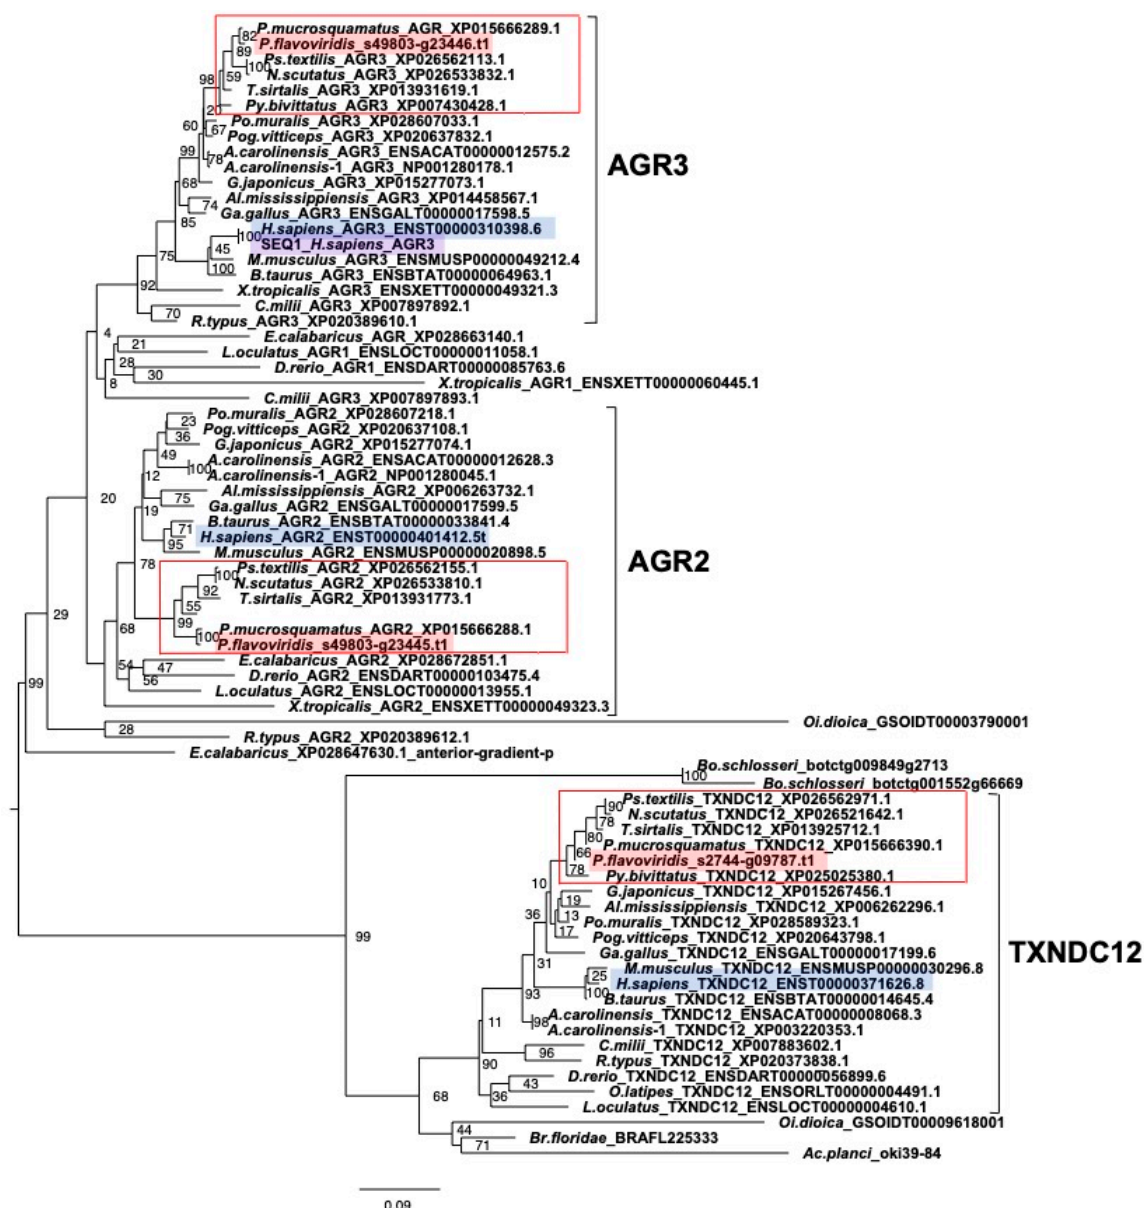 P.mucrosquamatus_AGR_XP015666289.1
82
P.flavoviridis_s49803-g23446.t1
89
Ps.textilis_AGR3_XP026562113.1
100
98
59
N.scutatus_AGR3_XP026533832.1
T.sirtalis_AGR3_XP013931619.1
20
Py.bivittatus_AGR3_XP007430428.1
Po.muralis_AGR3_XP028607033.1
60
67
Pog.vitticeps_AGR3_XP020637832.1
99
A.carolinensis_AGR3_ENSACAT00000012575.2
78
A.carolinensis-1_AGR3_NP001280178.1
AGR3
68
G.japonicus_AGR3_XP015277073.1
Al.mississippiensis_AGR3_XP014458567.1
74
Ga.gallus_AGR3_ENSGALT00000017598.5
85
H.sapiens_AGR3_ENST00000310398.6
100
SEQ1_H.sapiens_AGR3
45
75
M.musculus_AGR3_ENSMUSP00000049212.4
100
B.taurus_AGR3_ENSBTAT00000064963.1
92
X.tropicalis_AGR3_ENSXETT00000049321.3
C.milii_AGR3_XP007897892.1
70
R.typus_AGR3_XP020389610.1
4
E.calabaricus_AGR_XP028663140.1
21
L.oculatus_AGR1_ENSLOCT00000011058.1
28
D.rerio_AGR1_ENSDART00000085763.6
30
8
X.tropicalis_AGR1_ENSXETT00000060445.1
C.milii_AGR3_XP007897893.1
Po.muralis_AGR2_XP028607218.1
23
Pog.vitticeps_AGR2_XP020637108.1
36
G.japonicus_AGR2_XP015277074.1
49
A.carolinensis_AGR2_ENSACAT00000012628.3
100
12
A.carolinensis-1_AGR2_NP001280045.1
Al.mississippiensis_AGR2_XP006263732.1
20
75
Ga.gallus_AGR2_ENSGALT00000017599.5
19
B.taurus_AGR2_ENSBTAT00000033841.4
71
H.sapiens_AGR2_ENST00000401412.5t
95
M.musculus_AGR2_ENSMUSP00000020898.5
78
AGR2
Ps.textilis_AGR2_XP026562155.1
100
N.scutatus_AGR2_XP026533810.1
92
T.sirtalis_AGR2_XP013931773.1
55
29
99
68
P.mucrosquamatus_AGR2_XP015666288.1
100
P.flavoviridis_s49803-g23445.t1
E.calabaricus_AGR2_XP028672851.1
54
47
D.rerio_AGR2_ENSDART00000103475.4
56
99
L.oculatus_AGR2_ENSLOCT00000013955.1
X.tropicalis_AGR2_ENSXETT00000049323.3
Oi.dioica_GSOIDT00003790001
28
R.typus_AGR2_XP020389612.1
E.calabaricus_XP028647630.1_anterior-gradient-p
Bo.schlosseri_botctg009849g2713
100
Bo.schlosseri_botctg001552g66669
Ps.textilis_TXNDC12_XP026562971.1
90
N.scutatus_TXNDC12_XP026521642.1
78
T.sirtalis_TXNDC12_XP013925712.1
80
P.mucrosquamatus_TXNDC12_XP015666390.1
66
P.flavoviridis_s2744-g09787.t1
78
Py.bivittatus_TXNDC12_XP025025380.1
10
G.japonicus_TXNDC12_XP015267456.1
19
Al.mississippiensis_TXNDC12_XP006262296.1
36
13
Po.muralis_TXNDC12_XP028589323.1
17
Pog.vitticeps_TXNDC12_XP020643798.1
99
Ga.gallus_TXNDC12_ENSGALT00000017199.6
TXNDC12
31
M.musculus_TXNDC12_ENSMUSP00000030296.8
25
H.sapiens_TXNDC12_ENST00000371626.8
93
100
B.taurus_TXNDC12_ENSBTAT00000014645.4
A.carolinensis_TXNDC12_ENSACAT00000008068.3
11
98
A.carolinensis-1_TXNDC12_XP003220353.1
C.milii_TXNDC12_XP007883602.1
96
90
R.typus_TXNDC12_XP020373838.1
D.rerio_TXNDC12_ENSDART00000056899.6
43
68
O.latipes_TXNDC12_ENSORLT00000004491.1
36
L.oculatus_TXNDC12_ENSLOCT00000004610.1
Oi.dioica_GSOIDT00009618001
44
Br.floridae_BRAFL225333
71
Ac.planci_oki39-84
0.09